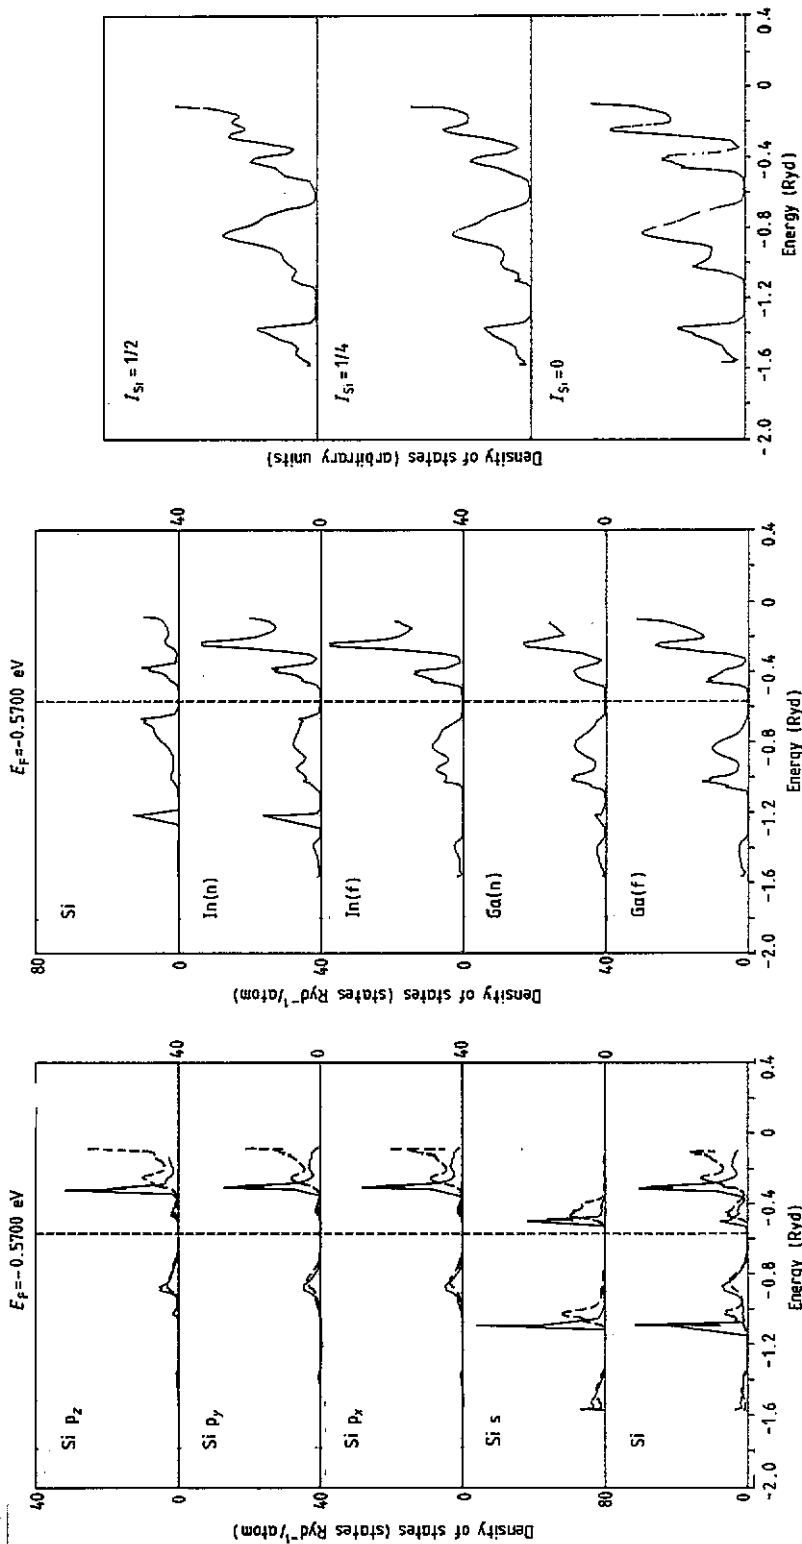 E_F=-0.5700 eV
40
Si p_z
0
40
Si p_y
40
0
Si p_x
0
40
Si s
80
0
Si
0
Density of states (states Ryd⁻¹/atom)
-2.0 -1.6 -1.2 -0.8 -0.4 0 0.4
Energy (Ryd)
E_F=-0.5700 eV
80
Si
0
40
In(n)
40
0
In(f)
0
40
Ga(n)
40
0
Ga(f)
0
Density of states (states Ryd⁻¹/atom)
-2.0 -1.6 -1.2 -0.8 -0.4 0 0.4
Energy (Ryd)
I_Si = 1/2
I_Si = 1/4
I_Si = 0
Density of states (arbitrary units)
-2.0 -1.6 -1.2 -0.8 -0.4 0 0.4
Energy (Ryd)